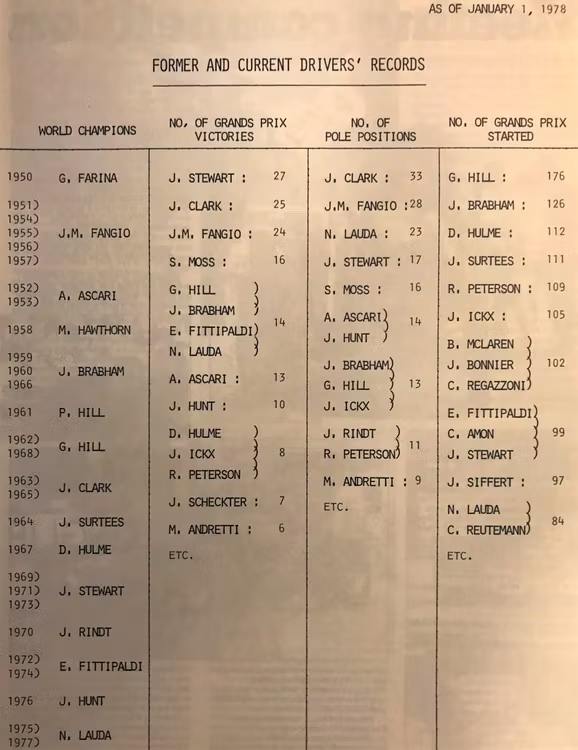 AS OF JANUARY 1, 1978
FORMER AND CURRENT DRIVERS' RECORDS
WORLD CHAMPIONS
1950 G. FARINA
1951)
1954)
1955) J.M. FANGIO
1956)
1957)
1952)
1953) A. ASCARI
1958 M. HAWTHORN
1959
1960 J. BRABHAM
1966
1961 P. HILL
1962)
1968) G. HILL
1963)
1965) J. CLARK
1964 J. SURTEES
1967 D. HULME
1969)
1971) J. STEWART
1973)
1970 J. RINDT
1972)
1974) E. FITTIPALDI
1976 J. HUNT
1975)
1977) N. LAUDA
NO. OF GRANDS PRIX
VICTORIES
J. STEWART : 27
J. CLARK : 25
J.M. FANGIO : 24
S. MOSS : 16
G. HILL )
J. BRABHAM )
E. FITTIPALDI) 14
N. LAUDA )
A. ASCARI : 13
J. HUNT : 10
D. HULME )
J. ICKX ) 8
R. PETERSON )
J. SCHECKTER : 7
M. ANDRETTI : 6
ETC.
NO. OF
POLE POSITIONS
J. CLARK : 33
J.M. FANGIO :28
N. LAUDA : 23
J. STEWART : 17
S. MOSS : 16
A. ASCARI) 14
J. HUNT )
J. BRABHAM)
G. HILL ) 13
J. ICKX )
J. RINDT ) 11
R. PETERSON)
M. ANDRETTI : 9
ETC.
NO. OF GRANDS PRIX
STARTED
G. HILL : 176
J. BRABHAM : 126
D. HULME : 112
J. SURTEES : 111
R. PETERSON : 109
J. ICKX : 105
B. MCLAREN )
J. BONNIER ) 102
C. REGAZZONI)
E. FITTIPALDI)
C. AMON ) 99
J. STEWART )
J. SIFFERT : 97
N. LAUDA ) 84
C. REUTEMANN)
ETC.